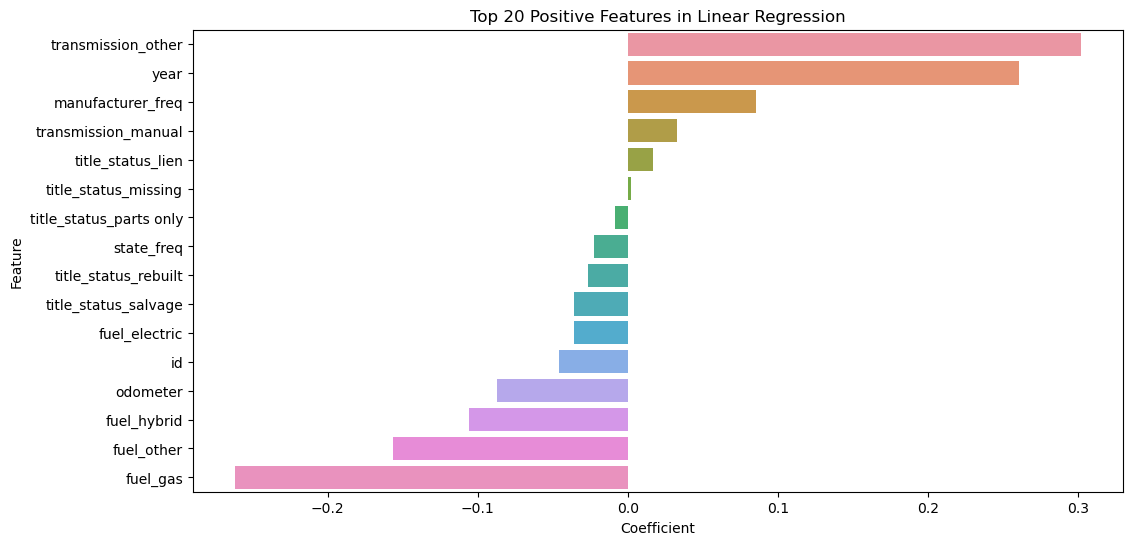 Top 20 Positive Features in Linear Regression
transmission_other
year
manufacturer_freq
transmission_manual
title_status_lien
title_status_missing
title_status_parts only
state_freq
title_status_rebuilt
title_status_salvage
fuel_electric
id
odometer
fuel_hybrid
fuel_other
fuel_gas
Feature
−0.2
−0.1
0.0
0.1
0.2
0.3
Coefficient